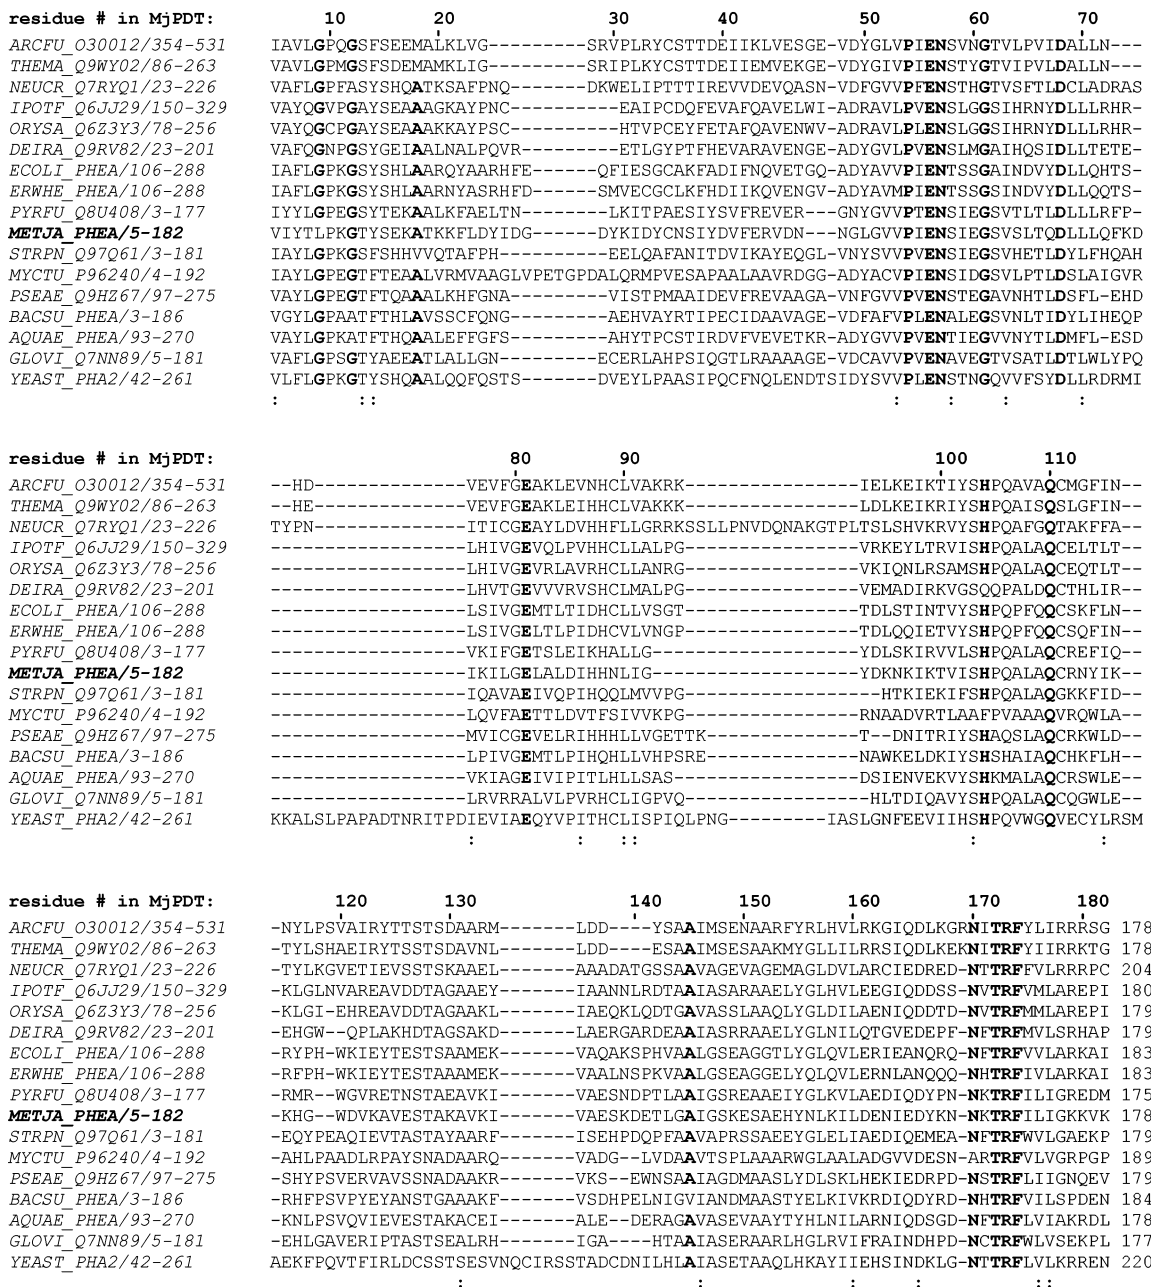 residue # in MjPDT: 10 20 30 40 50 60 70
ARCFU_O30012/354-531 IAVLGPQGSFSEEMALKLVG---------SRVPLRYCSTTDEIIKLVESGE-VDYGLVPIENSVNGTVLPVIDALLN---
THEMA_Q9WY02/86-263 VAVLGPMGSFSDEMAMKLIG---------SRIPLKYCSTTDEIIEMVEKGE-VDYGIVPIENSTYGTVIPVLDALLN---
NEUCR_Q7RYQ1/23-226 VAFLGPFASYSHQATKSAFPNQ-------DKWELIPTTTIREVVDEVQASN-VDFGVVPFENSTHGTVSFTLDCLADRAS
IPOTF_Q6JJ29/150-329 VAYQGVPGAYSEAAAGKAYPNC----------EAIPCDQFEVAFQAVELWI-ADRAVLPVENSLGGSIHRNYDLLLRHR-
ORYSA_Q6Z3Y3/78-256 VAYQGCPGAYSEAAAKKAYPSC----------HTVPCEYFETAFQAVENWV-ADRAVLPLENSLGGSIHRNYDLLLRHR-
DEIRA_Q9RV82/23-201 VAFQGNPGSYGEIAALNALPQVR---------ETLGYPTFHEVARAVENGE-ADYGVLPVENSLMGAIHQSIDLLTETE-
ECOLI_PHEA/106-288 IAFLGPKGSYSHLAARQYAARHFE------QFIESGCAKFADIFNQVETGQ-ADYAVVPIENTSSGAINDVYDLLQHTS-
ERWHE_PHEA/106-288 IAFLGPKGSYSHLAARNYASRHFD------SMVECGCLKFHDIIKQVENGV-ADYAVMPIENTSSGSINDVYDLLQQTS-
PYRFU_Q8U408/3-177 IYYLGPEGSYTEKAALKFAELTN-------LKITPAESIYSVFREVER---GNYGVVPTENSIEGSVTLTLDLLLRFP-
METJA_PHEA/5-182 VIYTLPKGTYSEKATKKFLDYIDG------DYKIDYCNSIYDVFERVDN---NGLGVVPIENSIEGSVSLTQDLLLQFKD
STRPN_Q97Q61/3-181 IAYLGPKGSFSHHVVQTAFPH---------EELQAFANITDVIKAYEQGL-VDYSVVPVENSIEGSVHETLDYLFHQAH
MYCTU_P96240/4-192 IAYLGPEGTFTEAALVRMVAAGLVPETGPDALQRMPVESAPAALAAVRDGG-ADYACVPIENSIDGSVLPTLDSLAIGVR
PSEAE_Q9HZ67/97-275 VAYLGPEGTFTQAAALKHFGNA----------VISTPMAAIDEVFREVAAGA-VNFGVVPVENSTEGAVNHTLDSFL-EHD
BACSU_PHEA/3-186 VGYLGPAATFTHLAVSSCFQNG--------AEHVAYRTIPECIDAAVAGE-VDFAFVPLENALEGSVNLTIDYLIHEQP
AQUAE_PHEA/93-270 VAYLGPKATFTHQAALEFFGFS--------AHYTPCSTIRDVFVEVETKR-ADYGVVPVENTIEGVVNYTLDMFL-ESD
GLOVI_Q7NN89/5-181 VAFLGPSGTYAEEATLALLGN---------ECERLAHPSIQGTLRAAAAGE-VDCAVVPVENAVEGTVSATLDTLWLYPQ
YEAST_PHA2/42-261 VLFLGPKGTYSHQAALQQFQSTS-------DVEYLPAASIPQCFNQLENDTSIDYSVVPLENSTNGQVVFSYDLLRDRMI
: :: : : : :
residue # in MjPDT: 80 90 100 110
ARCFU_O30012/354-531 --HD--------------VEVFGEAKLEVNHCLVAKRK----------------IELKEIKTIYSHPQAVAQCMGFIN--
THEMA_Q9WY02/86-263 --HE--------------VEVFGEAKLEVNHCLVAKKK----------------LDLKEIKRIYSHPQAISQSLGFIN--
NEUCR_Q7RYQ1/23-226 TYPN--------------ITICGEAYLDVHHFLLGRRKSSLLPNVDQNAKGTPLTSLSHVKRVYSHPQAFGQTAKFFA--
IPOTF_Q6JJ29/150-329 ------------------LHIVGEVQLPVHHCLLALPG----------------VRKEYLTRVISHPQALAQCELTLT--
ORYSA_Q6Z3Y3/78-256 ------------------LHIVGEVRLAVRHCLLANRG----------------VKIQNLRSAMSHPQALAQCEQTLT--
DEIRA_Q9RV82/23-201 ------------------LHVTGEVVVRVSHCLMALPG----------------VEMADIRKVGSQQPALDQCTHLIR--
ECOLI_PHEA/106-288 ------------------LSIVGEMTLTIDHCLLVSGT----------------TDLSTINTVYSHPQPFQQCSKFLN--
ERWHE_PHEA/106-288 ------------------LSIVGELTLPIDHCVLVNGP----------------TDLQQIETVYSHPQPFQQCSQFIN--
PYRFU_Q8U408/3-177 ------------------VKIFGETSLEIKHALLG-------------------YDLSKIRVVLSHPQALAQCREFIQ--
METJA_PHEA/5-182 ------------------IKILGELALDIHHNLIG-------------------YDKNKIKTVISHPQALAQCRNYIK--
STRPN_Q97Q61/3-181 ------------------IQAVAEIVQPIHQQLMVVPG------------------HTKIEKIFSHPQALAQGKKFID--
MYCTU_P96240/4-192 ------------------LQVFAETTLDVTFSIVVKPG----------------RNAADVRTLAAFPVAAAQVRQWLA--
PSEAE_Q9HZ67/97-275 ------------------MVICGEVELRIHHHLLVGETTK--------------T--DNITRIYSHAQSLAQCRKWLD--
BACSU_PHEA/3-186 ------------------LPIVGEMTLPIHQHLLVHPSRE--------------NAWKELDKIYSHSHAIAQCHKFLH--
AQUAE_PHEA/93-270 ------------------VKIAGEIVIPITLHLLSAS-----------------DSIENVEKVYSHKMALAQCRSWLE--
GLOVI_Q7NN89/5-181 ------------------LRVRRALVLPVRHCLIGPVQ-----------------HLTDIQAVYSHPQALAQCQGWLE--
YEAST_PHA2/42-261 KKALSLPAPADTNRITPDIEVIAEQYVPITHCLISPIQLPNG---------IASLGNFEEVIIHSHPQVWGQVECYLRSM
: : :: : :
residue # in MjPDT: 120 130 140 150 160 170 180
ARCFU_O30012/354-531 -NYLPSVAIRYTTSTSDAARM-------LDD----YSAAIMSENAARFYRLHVLRKGIQDLKGRNITRFYLIRRRSG 178
THEMA_Q9WY02/86-263 -TYLSHAEIRYTSSTSDAVNL-------LDD----YSAAIMSESAAKMYGLLILRKGIQDLKEKNITRFYIIRRKTG 178
NEUCR_Q7RYQ1/23-226 -TYLKGVETIEVSSTSKAAEL-------AAADATGSSAAVAGEVAGEMAGLDVLARCIEDRED-NTTRFFVLRRRPC 204
IPOTF_Q6JJ29/150-329 -KLGLNVAREAVDDTAGAAEY-------IAANNLRDTAAIASARAAELYGLHVLEEGIQDDSS-NVTRFVMLAREPI 180
ORYSA_Q6Z3Y3/78-256 -KLGI-EHREAVDDTAGAAKL-------IAEQKLQDTGAVASSLAAQLYGLDILAENIQDDTD-NVTRFMMLAREPI 179
DEIRA_Q9RV82/23-201 -EHGW--QPLAKHDTAGSAKD-------LAERGARDEAAIASRRAAELYGLNILQTGVEDEPF-NFTRFMVLSRHAP 179
ECOLI_PHEA/106-288 -RYPH-WKIEYTESTSAAMEK-------VAQAKSPHVAALGSEAGGTLYGLQVLERIEANQRQ-NFTRFVVLARKAI 183
ERWHE_PHEA/106-288 -RFPH-WKIEYTESTAAAMEK-------VAALNSPKVAALGSEAGGELYQLQVLERNLANQQQ-NHTRFIVLARKAI 183
PYRFU_Q8U408/3-177 -RMR--WGVRETNSTAEAVKI-------VAESNDPTLAAIGSRFAAEVYGLKVLAEDIQDYPN-NKTRFFIIGREDM 175
METJA_PHEA/5-182 -KHG--WDVKAVESTAKAVKI-------VAESKDETLGAIGSKESAEHYNLKILDENIEDYKN-NKTRFILIGKKVK 178
STRPN_Q97Q61/3-181 -EQYPEAQIEVTASTAYAARF-------ISEHPDQPFAAVAPRSSAEEYGLELIAEDIQEMEA-NFTRFWVLGAEKP 179
MYCTU_P96240/4-192 -AHLPAADLRPAYSNADAARQ-------VADG--LVDAAVTSPLAAARWGLAALADGVVDESN-ARTRFVLVGRPGP 189
PSEAE_Q9HZ67/97-275 -SHYPSVERVAVSSNADAAKR-------VKS--EWNSAAIAGDMAASLYDLSKLHEKIEDRPD-NSTRFLIIGNQEV 179
BACSU_PHEA/3-186 -RHFPSVPYEYANSTGAAAKF-------VSDHPELNIGVIANDMAASTYELKIVKRDIQDYRD-NHTRFVILSPDEN 184
AQUAE_PHEA/93-270 -KNLPSVQVIEVESTAKACEI-------ALE--DERAGAVASEVAAYTYHLNILARNIQDSGD-NFTRFLVIAKRDL 178
GLOVI_Q7NN89/5-181 -EHLGAVERIPTASTSEALRH-------IGA---HTAAIASERAARLHGLRVIFANINDHPD-NCTRFWLVSEKPL 177
YEAST_PHA2/42-261 AEKFPQVTFIRLDCSSTSESVNQCIRSSTADCDNILHLAIASETAAQLHKAYIIEHSINDKLG-NTTRFLVLKRREN 220
: : : : ::